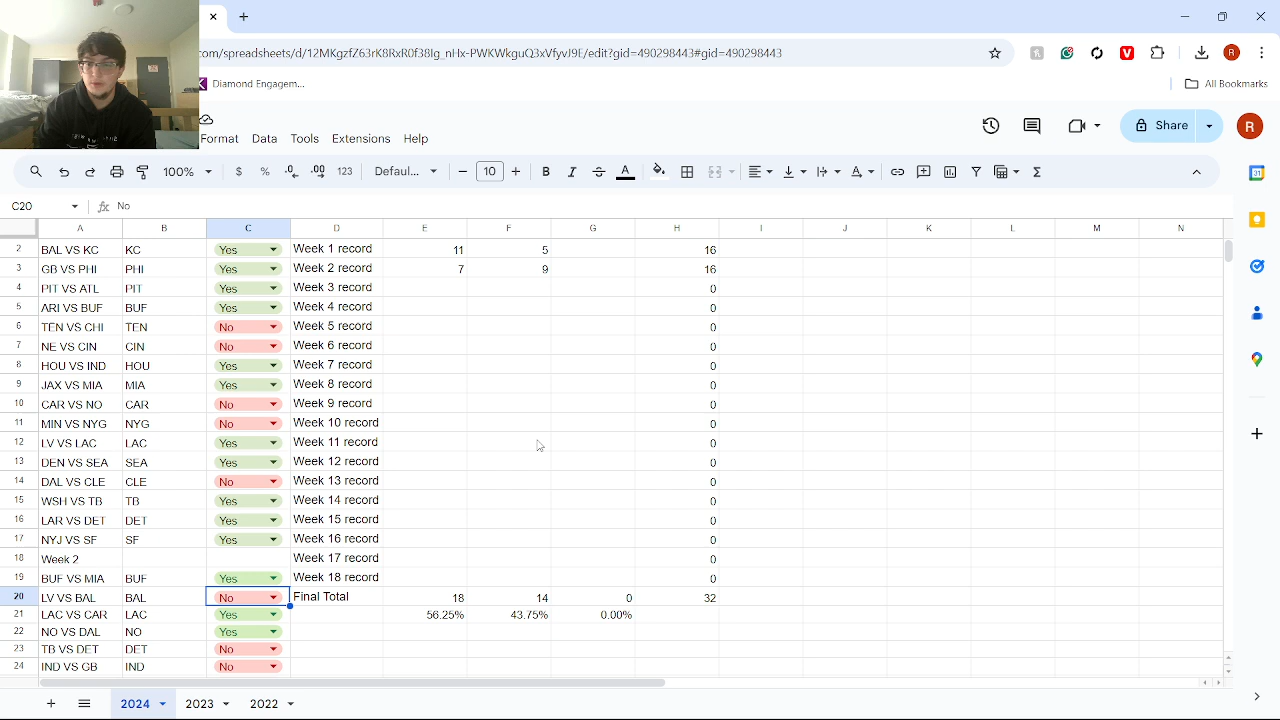 com/spreadsheets/d/12MKqzfZ63rK8RxR0f38Ig_nHx-PWKWkquQ3xVfyvJ9E/edit?gid=490298443#gid=490298443
Diamond Engagem...
All Bookmarks
Format Data Tools Extensions Help
Share R
100% $ % .0 .00 123 Defaul... 10 B I S A
C20 fx No
A B C D E F G H I J K L M N
2 BAL VS KC KC Yes Week 1 record 11 5 16
3 GB VS PHI PHI Yes Week 2 record 7 9 16
4 PIT VS ATL PIT Yes Week 3 record 0
5 ARI VS BUF BUF Yes Week 4 record 0
6 TEN VS CHI TEN No Week 5 record 0
7 NE VS CIN CIN No Week 6 record 0
8 HOU VS IND HOU Yes Week 7 record 0
9 JAX VS MIA MIA Yes Week 8 record 0
10 CAR VS NO CAR No Week 9 record 0
11 MIN VS NYG NYG No Week 10 record 0
12 LV VS LAC LAC Yes Week 11 record 0
13 DEN VS SEA SEA Yes Week 12 record 0
14 DAL VS CLE CLE No Week 13 record 0
15 WSH VS TB TB Yes Week 14 record 0
16 LAR VS DET DET Yes Week 15 record 0
17 NYJ VS SF SF Yes Week 16 record 0
18 Week 2 Week 17 record 0
19 BUF VS MIA BUF Yes Week 18 record 0
20 LV VS BAL BAL No Final Total 18 14 0 32
21 LAC VS CAR LAC Yes 56.25% 43.75% 0.00%
22 NO VS DAL NO Yes
23 TB VS DET DET No
24 IND VS GB IND No
2024 2023 2022